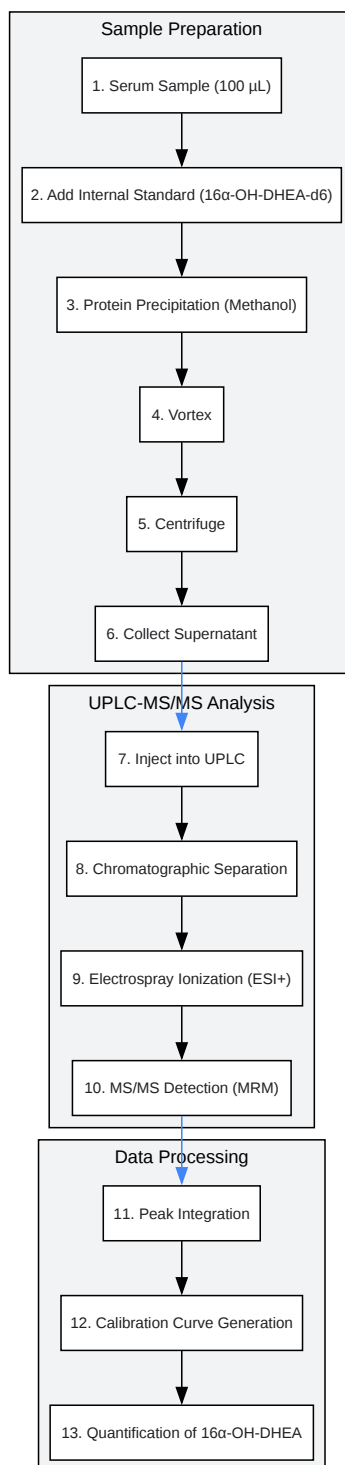 Sample Preparation
1. Serum Sample (100 µL)
2. Add Internal Standard (16α-OH-DHEA-d6)
3. Protein Precipitation (Methanol)
4. Vortex
5. Centrifuge
6. Collect Supernatant
UPLC-MS/MS Analysis
7. Inject into UPLC
8. Chromatographic Separation
9. Electrospray Ionization (ESI+)
10. MS/MS Detection (MRM)
Data Processing
11. Peak Integration
12. Calibration Curve Generation
13. Quantification of 16α-OH-DHEA